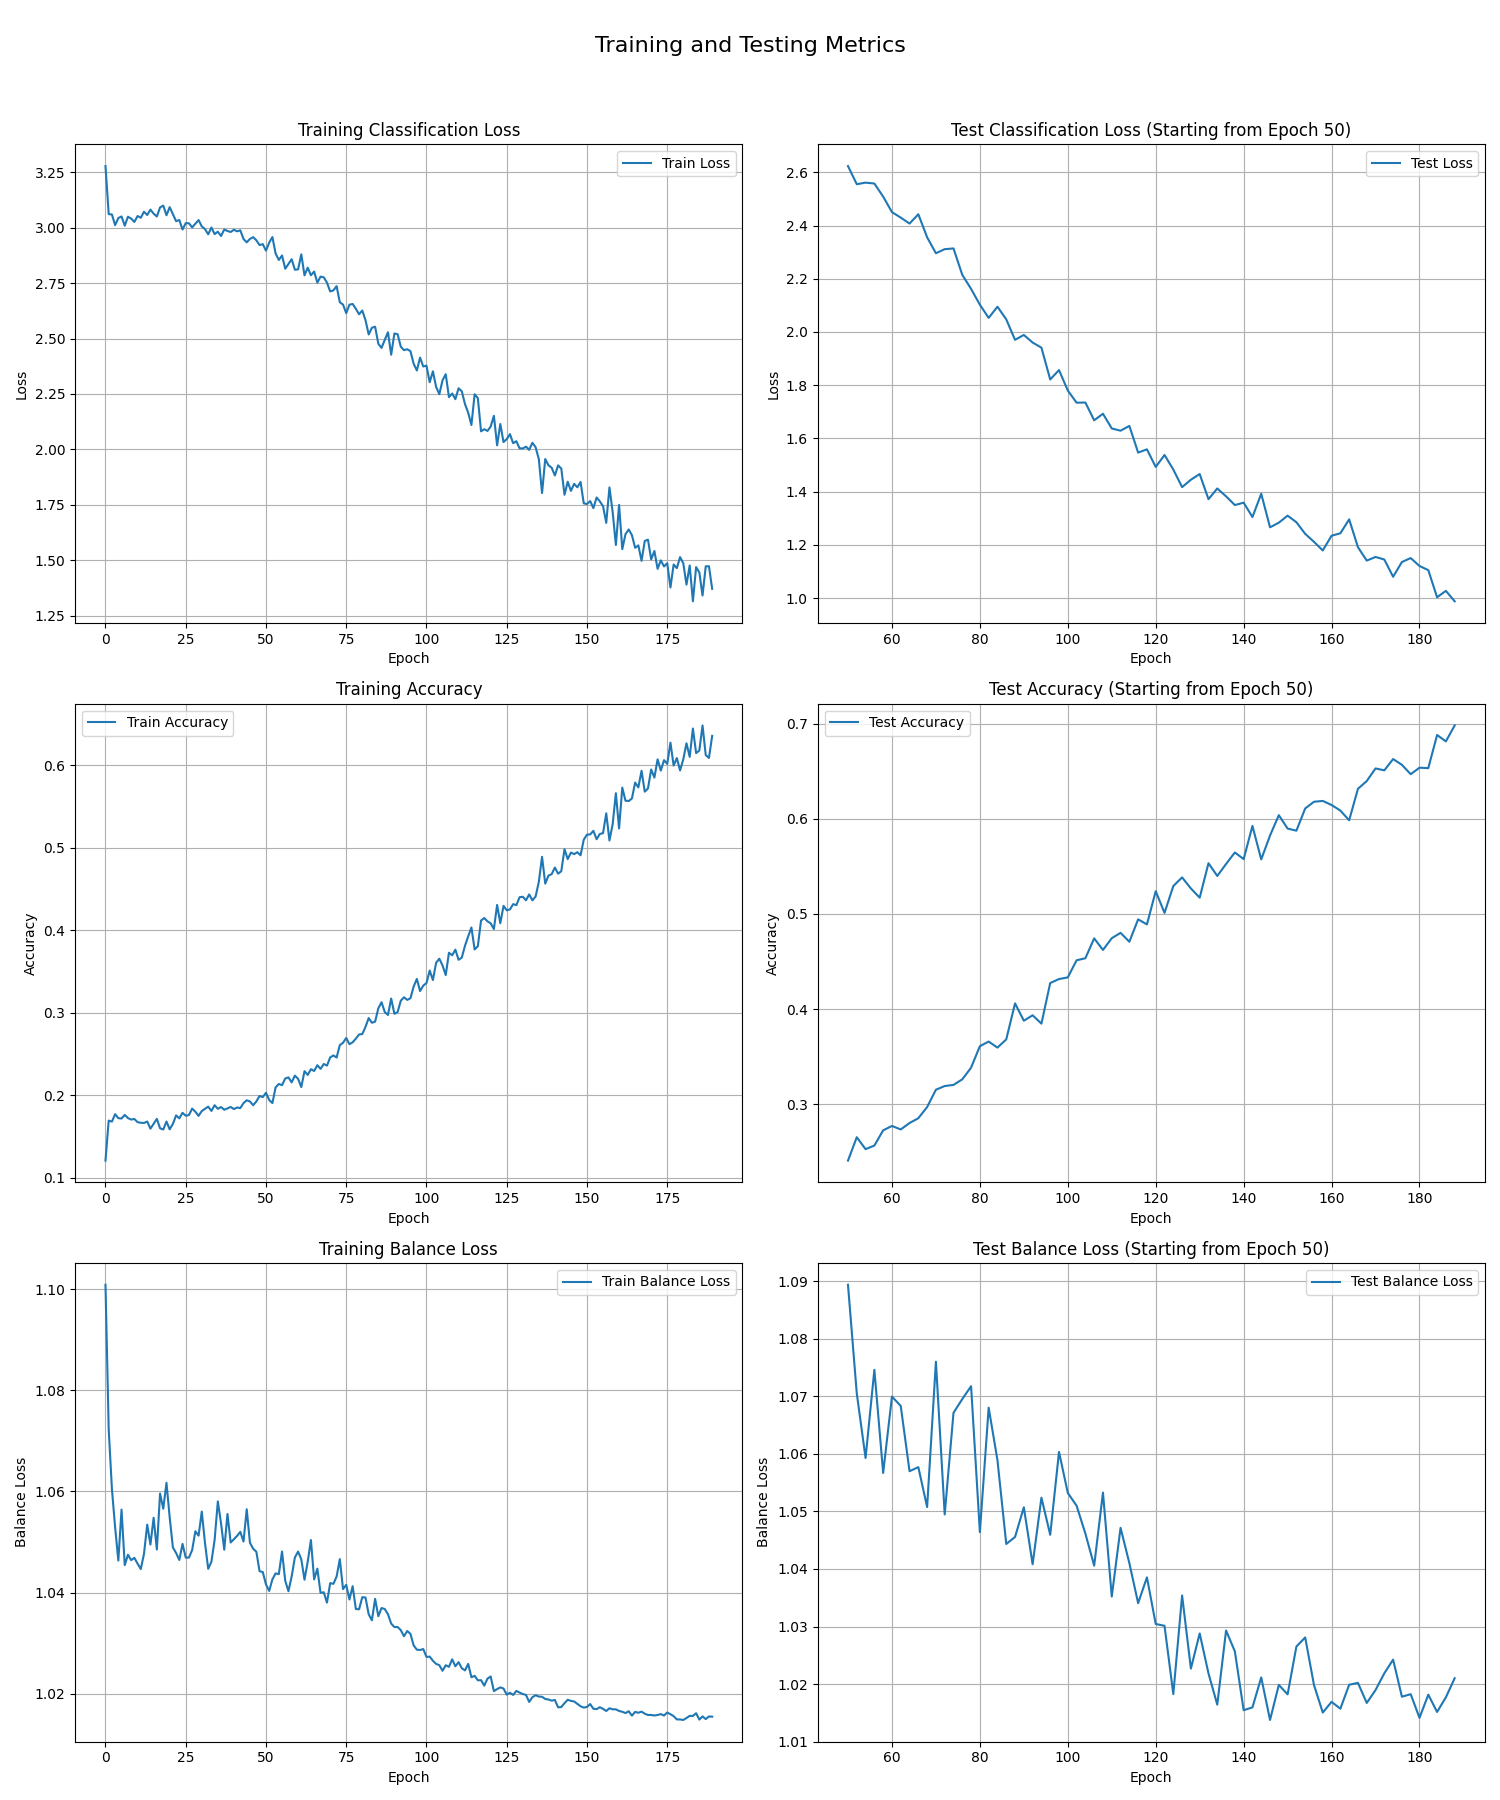 Training and Testing Metrics
Training Classification Loss
Train Loss
3.25
3.00
2.75
2.50
2.25
2.00
1.75
1.50
1.25
Loss
0 25 50 75 100 125 150 175
Epoch
Test Classification Loss (Starting from Epoch 50)
Test Loss
2.6
2.4
2.2
2.0
1.8
1.6
1.4
1.2
1.0
Loss
60 80 100 120 140 160 180
Epoch
Training Accuracy
Train Accuracy
0.6
0.5
0.4
0.3
0.2
0.1
Accuracy
0 25 50 75 100 125 150 175
Epoch
Test Accuracy (Starting from Epoch 50)
Test Accuracy
0.7
0.6
0.5
0.4
0.3
Accuracy
60 80 100 120 140 160 180
Epoch
Training Balance Loss
Train Balance Loss
1.10
1.08
1.06
1.04
1.02
Balance Loss
0 25 50 75 100 125 150 175
Epoch
Test Balance Loss (Starting from Epoch 50)
Test Balance Loss
1.09
1.08
1.07
1.06
1.05
1.04
1.03
1.02
1.01
Balance Loss
60 80 100 120 140 160 180
Epoch